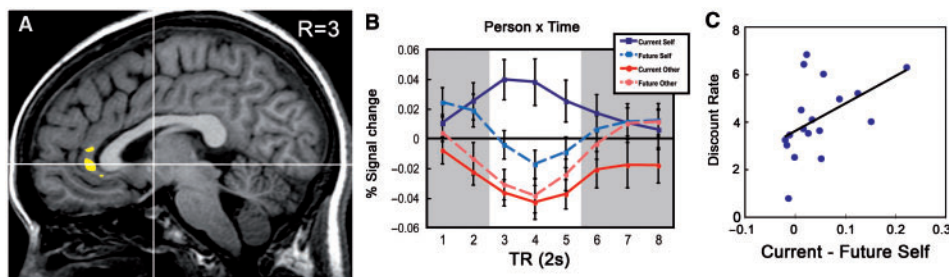 A
R=3
B
Person x Time
Current Self
Future Self
Current Other
Future Other
% Signal change
0.06
0.04
0.02
0
-0.02
-0.04
-0.06
1 2 3 4 5 6 7 8
TR (2s)
C
Discount Rate
8
6
4
2
0
-0.1 0 0.1 0.2 0.3
Current - Future Self